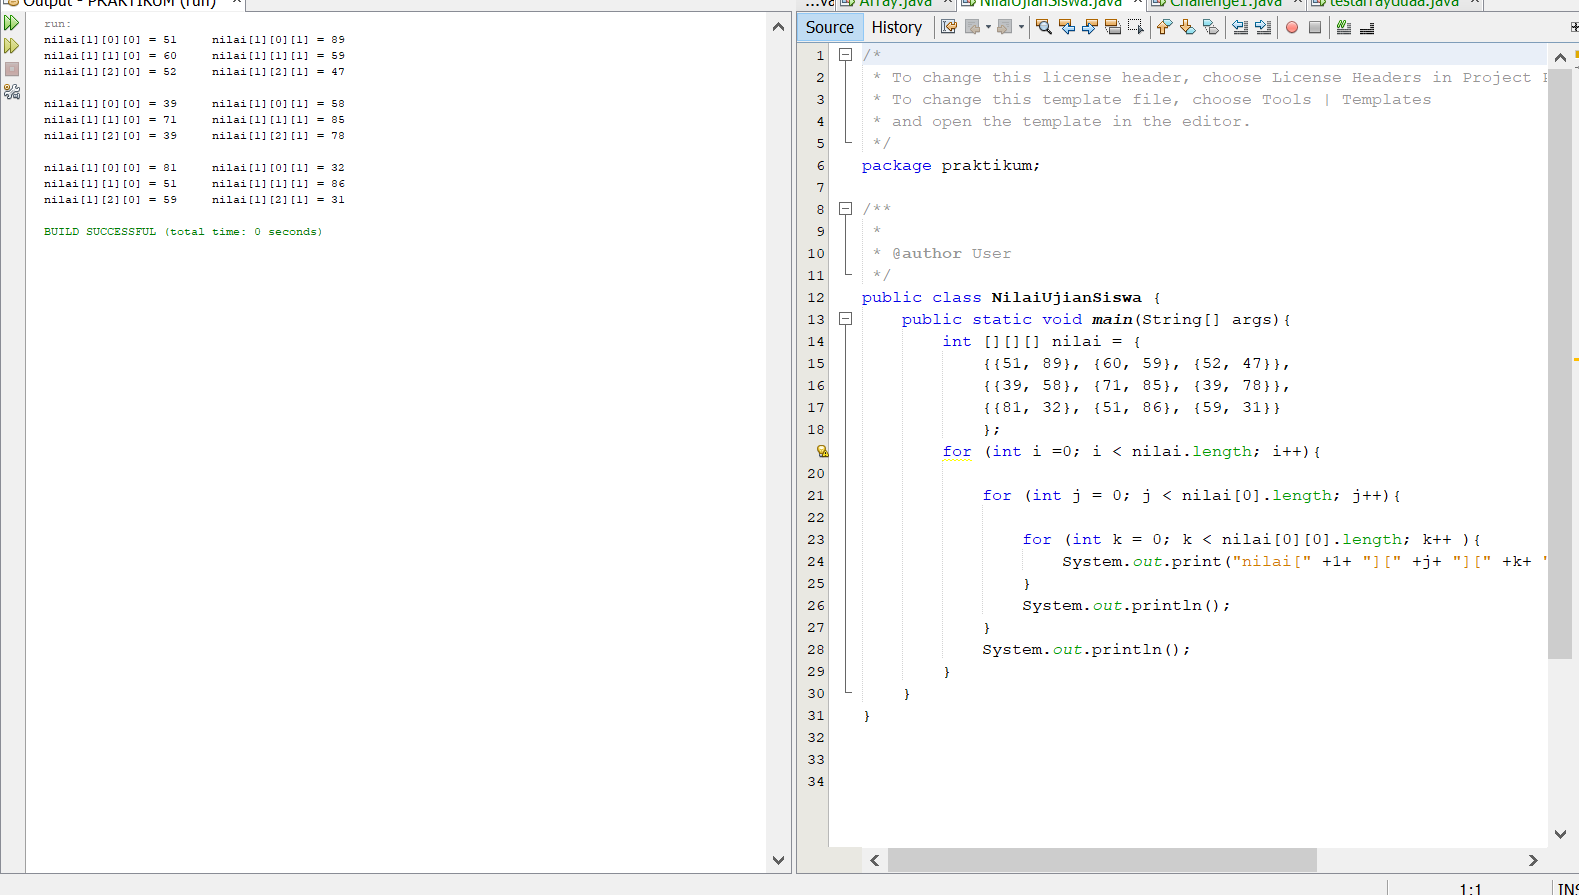 Output - PRAKTIKUM (run) ×
run:
nilai[1][0][0] = 51 nilai[1][0][1] = 89
nilai[1][1][0] = 60 nilai[1][1][1] = 59
nilai[1][2][0] = 52 nilai[1][2][1] = 47
nilai[1][0][0] = 39 nilai[1][0][1] = 58
nilai[1][1][0] = 71 nilai[1][1][1] = 85
nilai[1][2][0] = 39 nilai[1][2][1] = 78
nilai[1][0][0] = 81 nilai[1][0][1] = 32
nilai[1][1][0] = 51 nilai[1][1][1] = 86
nilai[1][2][0] = 59 nilai[1][2][1] = 31
BUILD SUCCESSFUL (total time: 0 seconds)
...va Array.java × NilaiUjianSiswa.java × Challenge1.java × testarrayduaa.java ×
Source History
1 /*
2 * To change this license header, choose License Headers in Project P
3 * To change this template file, choose Tools | Templates
4 * and open the template in the editor.
5 */
6 package praktikum;
7
8 /**
9 *
10 * @author User
11 */
12 public class NilaiUjianSiswa {
13 public static void main(String[] args){
14 int [][][] nilai = {
15 {{51, 89}, {60, 59}, {52, 47}},
16 {{39, 58}, {71, 85}, {39, 78}},
17 {{81, 32}, {51, 86}, {59, 31}}
18 };
for (int i =0; i < nilai.length; i++){
20
21 for (int j = 0; j < nilai[0].length; j++){
22
23 for (int k = 0; k < nilai[0][0].length; k++ ){
24 System.out.print("nilai[" +1+ "][" +j+ "][" +k+ "
25 }
26 System.out.println();
27 }
28 System.out.println();
29 }
30 }
31 }
32
33
34
1:1 INS